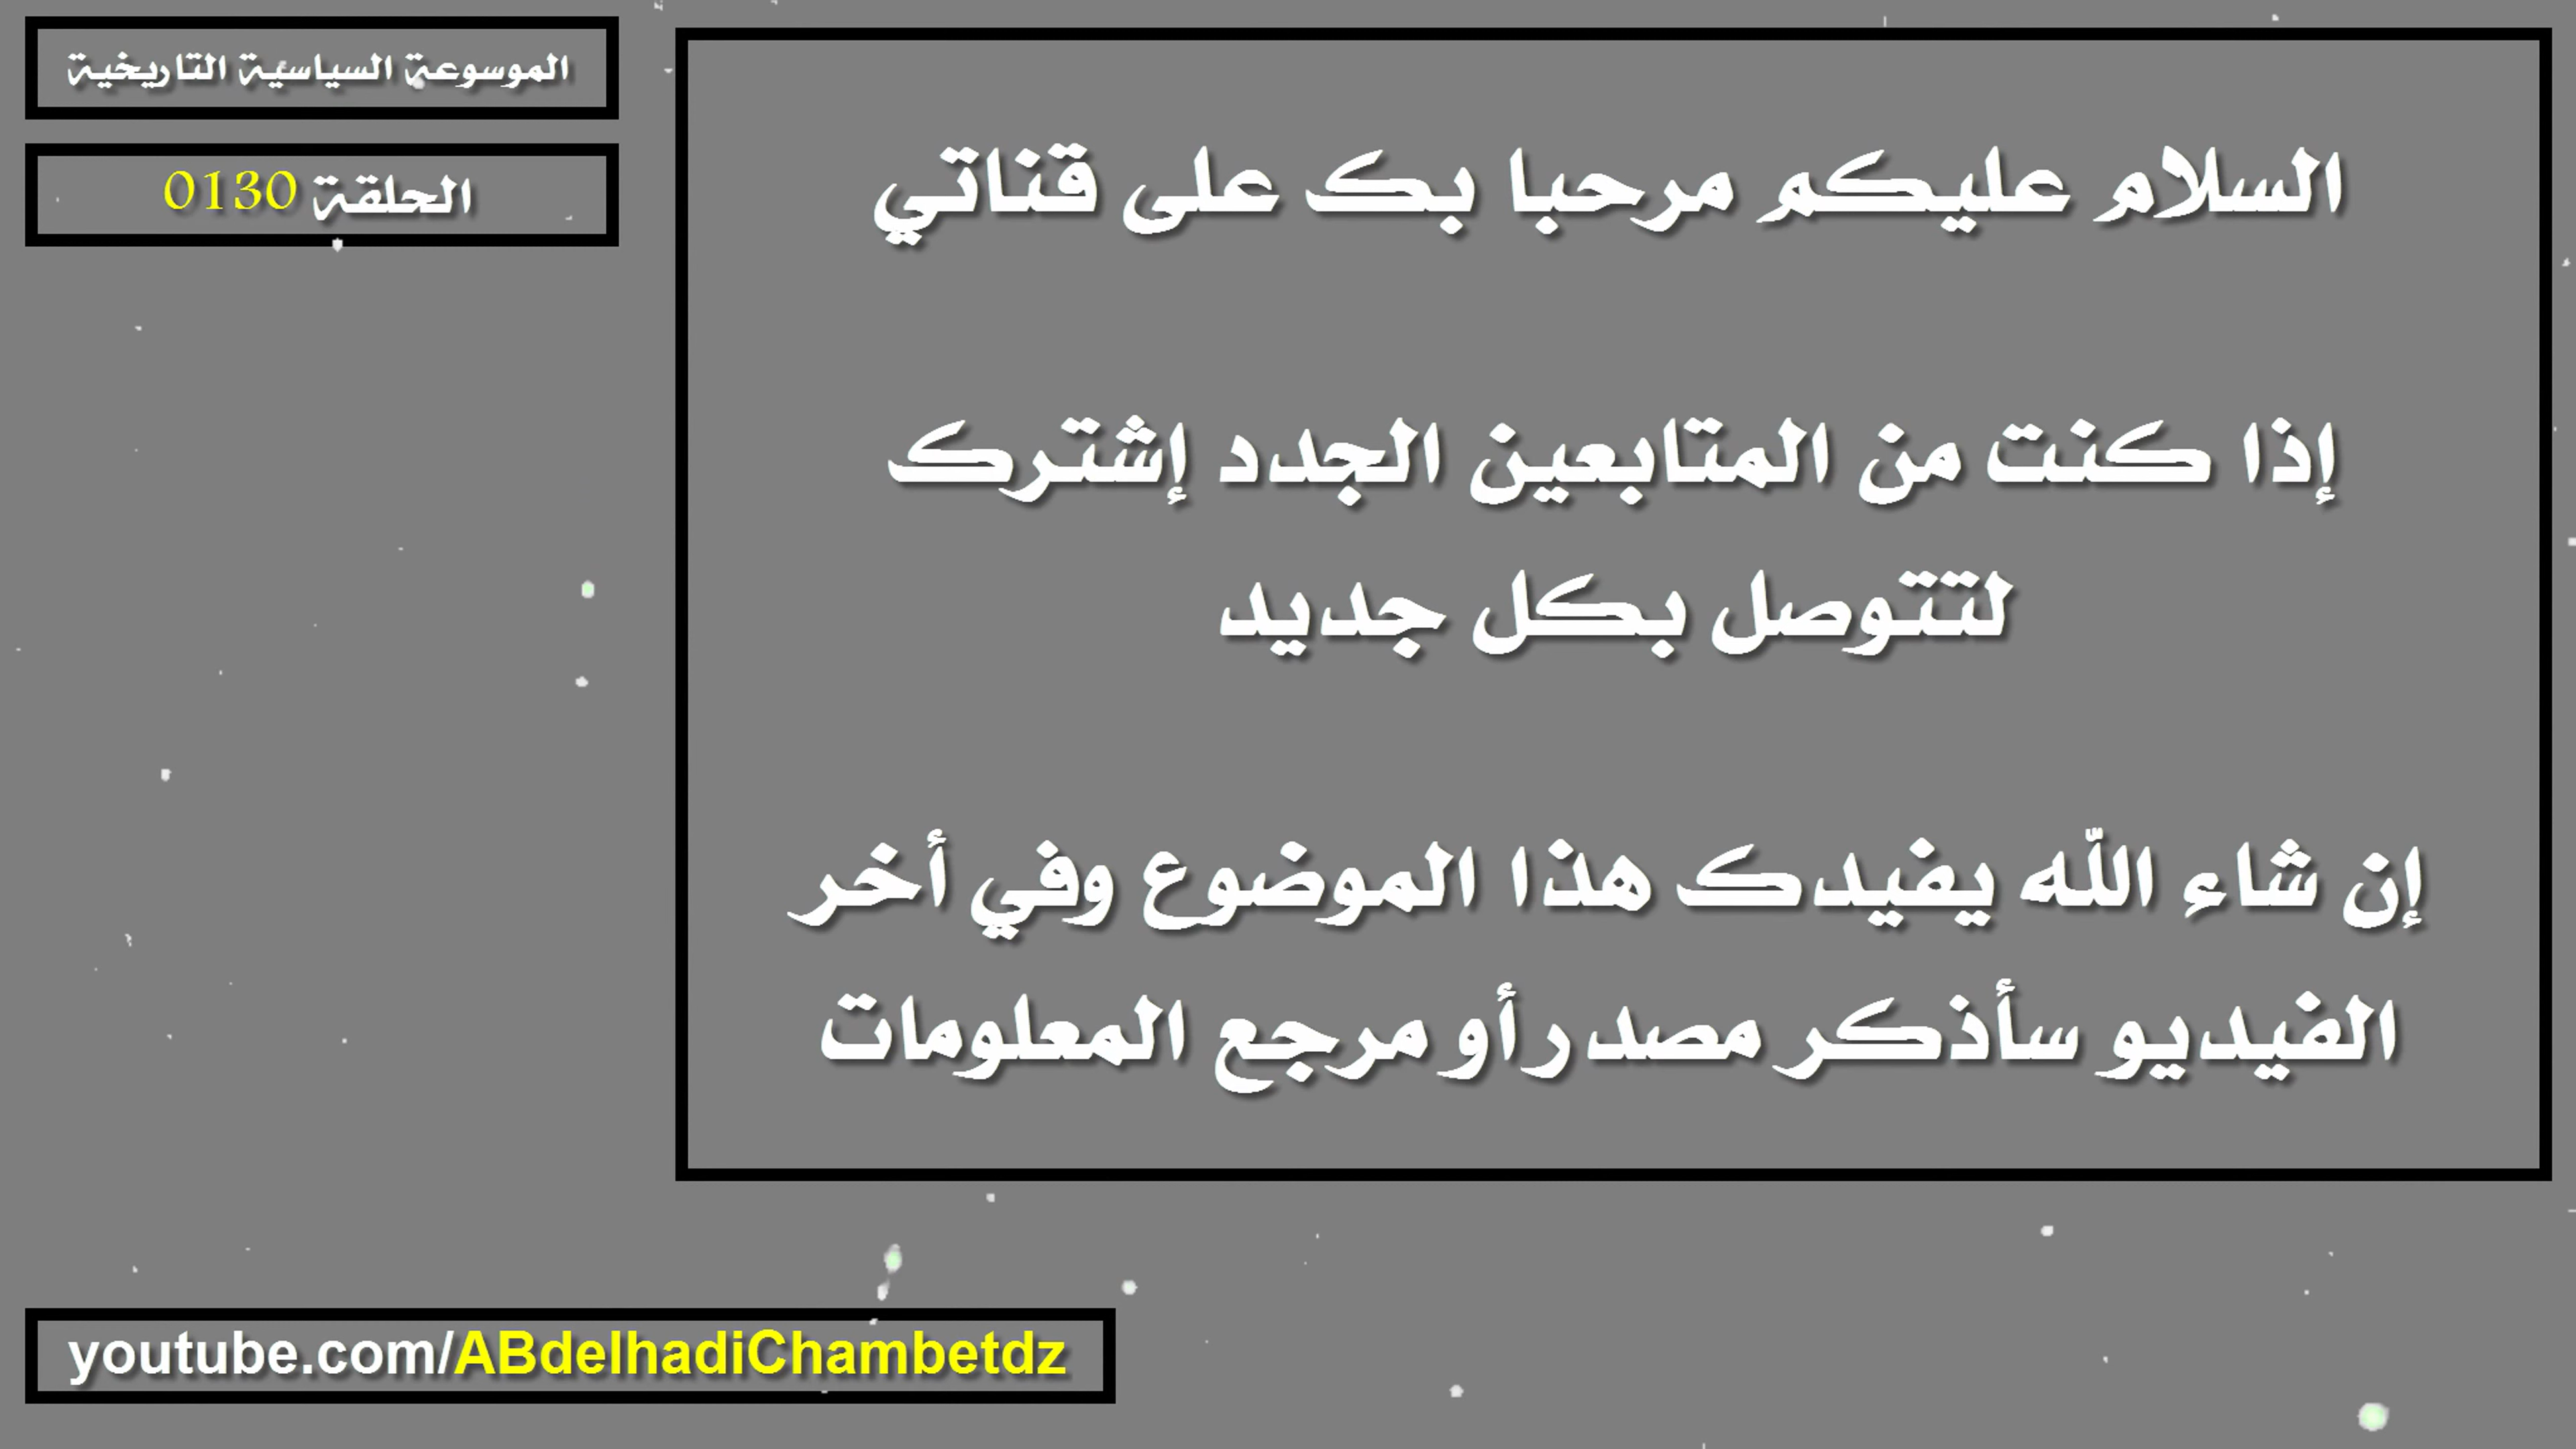 الموسوعة السياسية التاريخية
الحلقة 0130
السلام عليكم مرحبا بك على قناتي
إذا كنت من المتابعين الجدد إشترك
لتتوصل بكل جديد
إن شاء الله يفيدك هذا الموضوع وفي أخر
الفيديو سأذكر مصدر أو مرجع المعلومات
youtube.com/ABdelhadiChambetdz